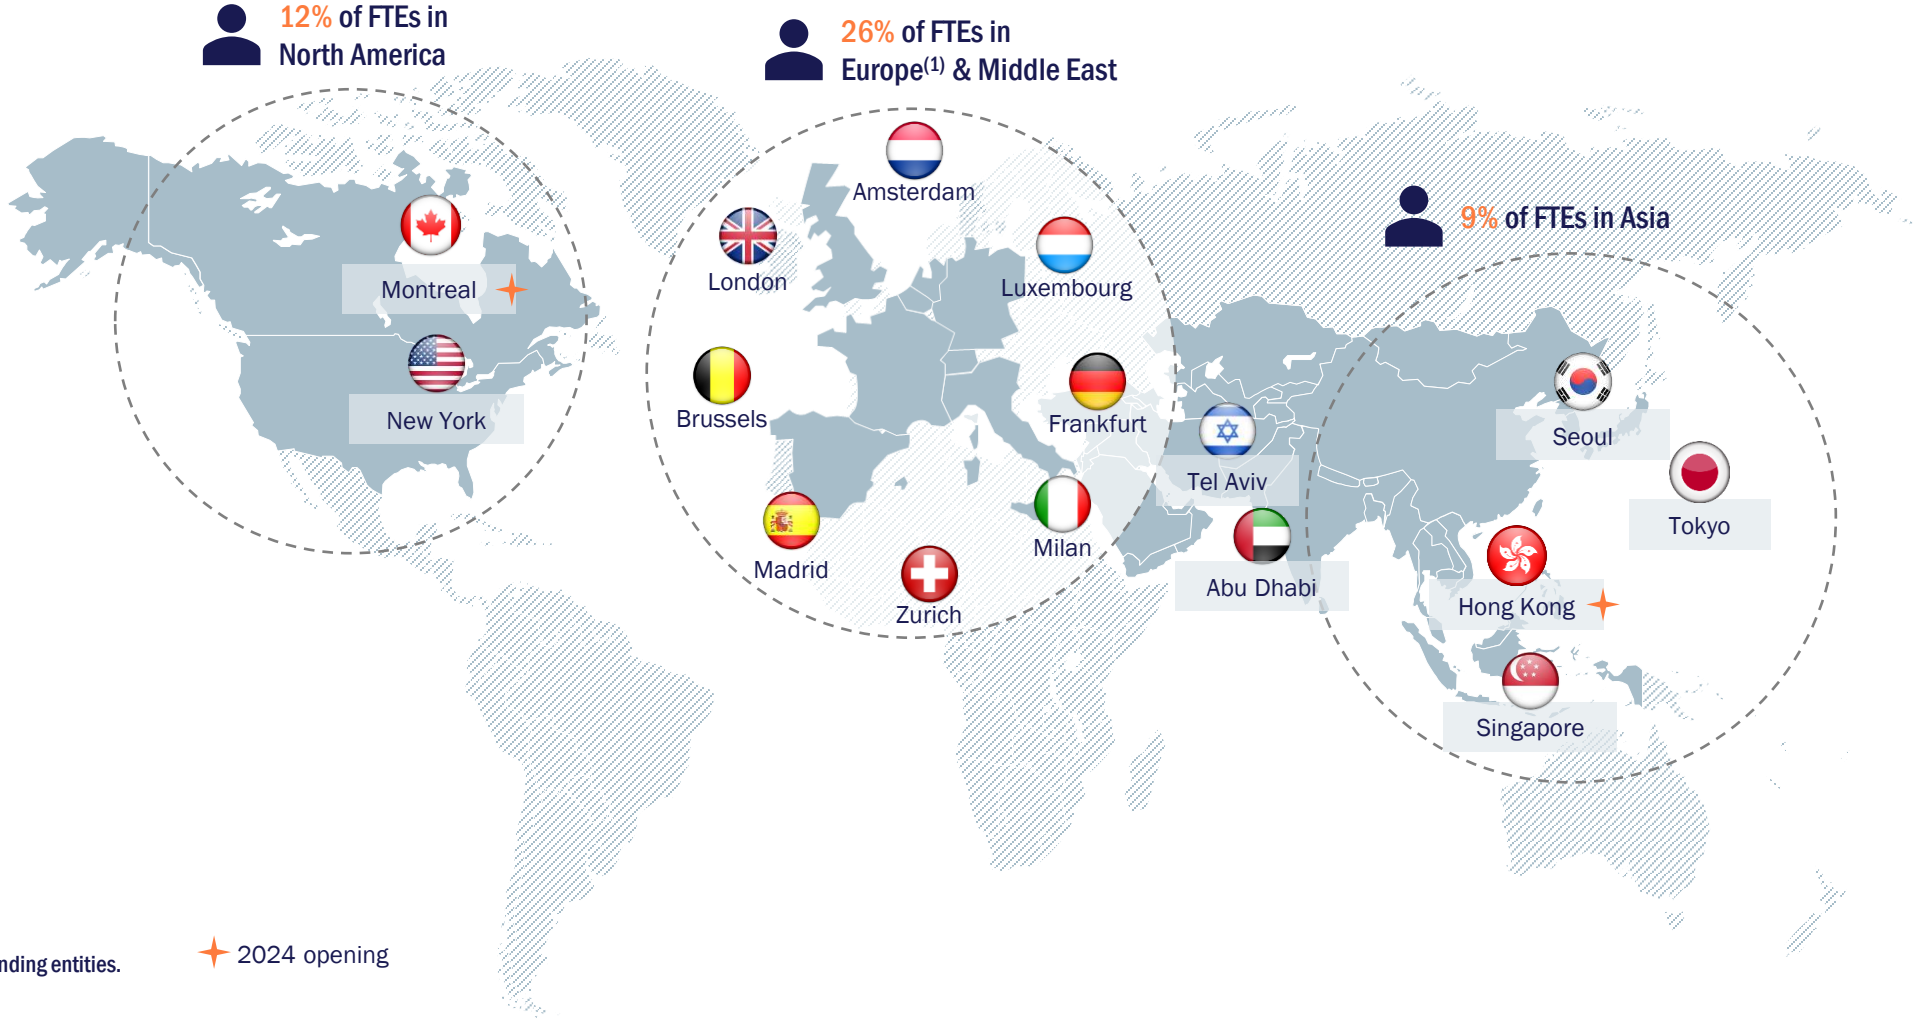 12% of FTEs in
North America
26% of FTEs in
Europe(1) & Middle East
9% of FTEs in Asia
Amsterdam
London
Luxembourg
Montreal
New York
Brussels
Frankfurt
Seoul
Tel Aviv
Tokyo
Milan
Madrid
Abu Dhabi
Hong Kong
Zurich
Singapore
2024 opening
entities.